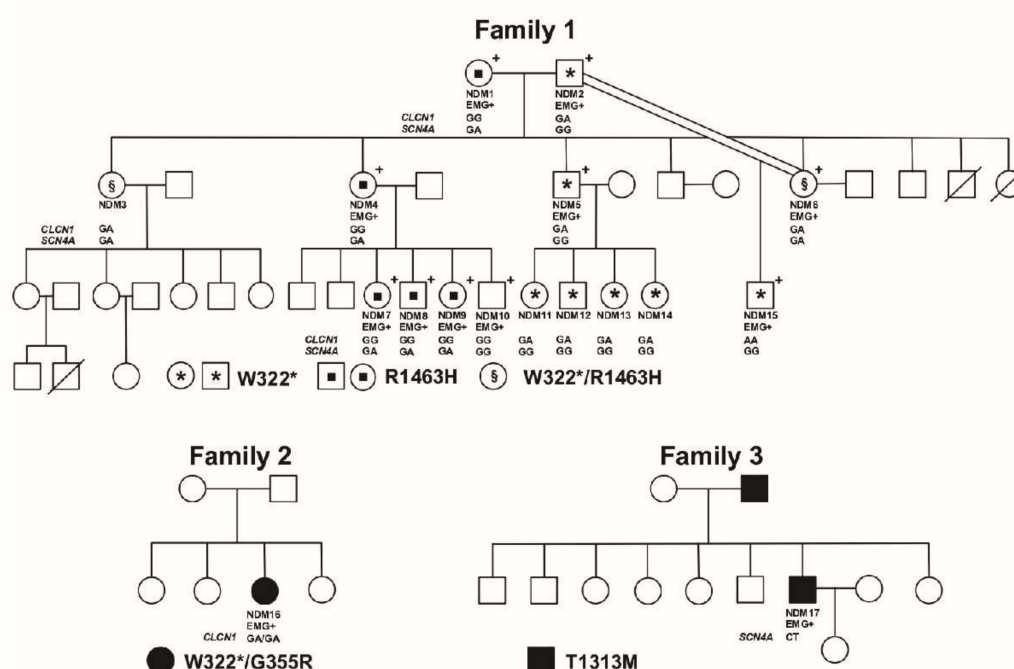 Family 1
+ +
NDM1 NDM2
EMG+ EMG+
CLCN1 GG GA
SCN4A GA GG
* 
§ + * + § +
NDM3 NDM4 NDM5 NDM6
EMG+ EMG+ EMG+
CLCN1 GA GG GA GA
SCN4A GA GA GG GA
+ + + + * * * * * +
NDM7 NDM8 NDM9 NDM10 NDM11 NDM12 NDM13 NDM14 NDM15
EMG+ EMG+ EMG+ EMG+ EMG+
CLCN1 GG GG GG GG GA GA GA GA AA
SCN4A GA GA GA GG GG GG GG GG GG
* * W322* R1463H § W322*/R1463H
Family 2 Family 3
NDM16 NDM17
EMG+ EMG+
CLCN1 GA/GA SCN4A CT
W322*/G355R T1313M